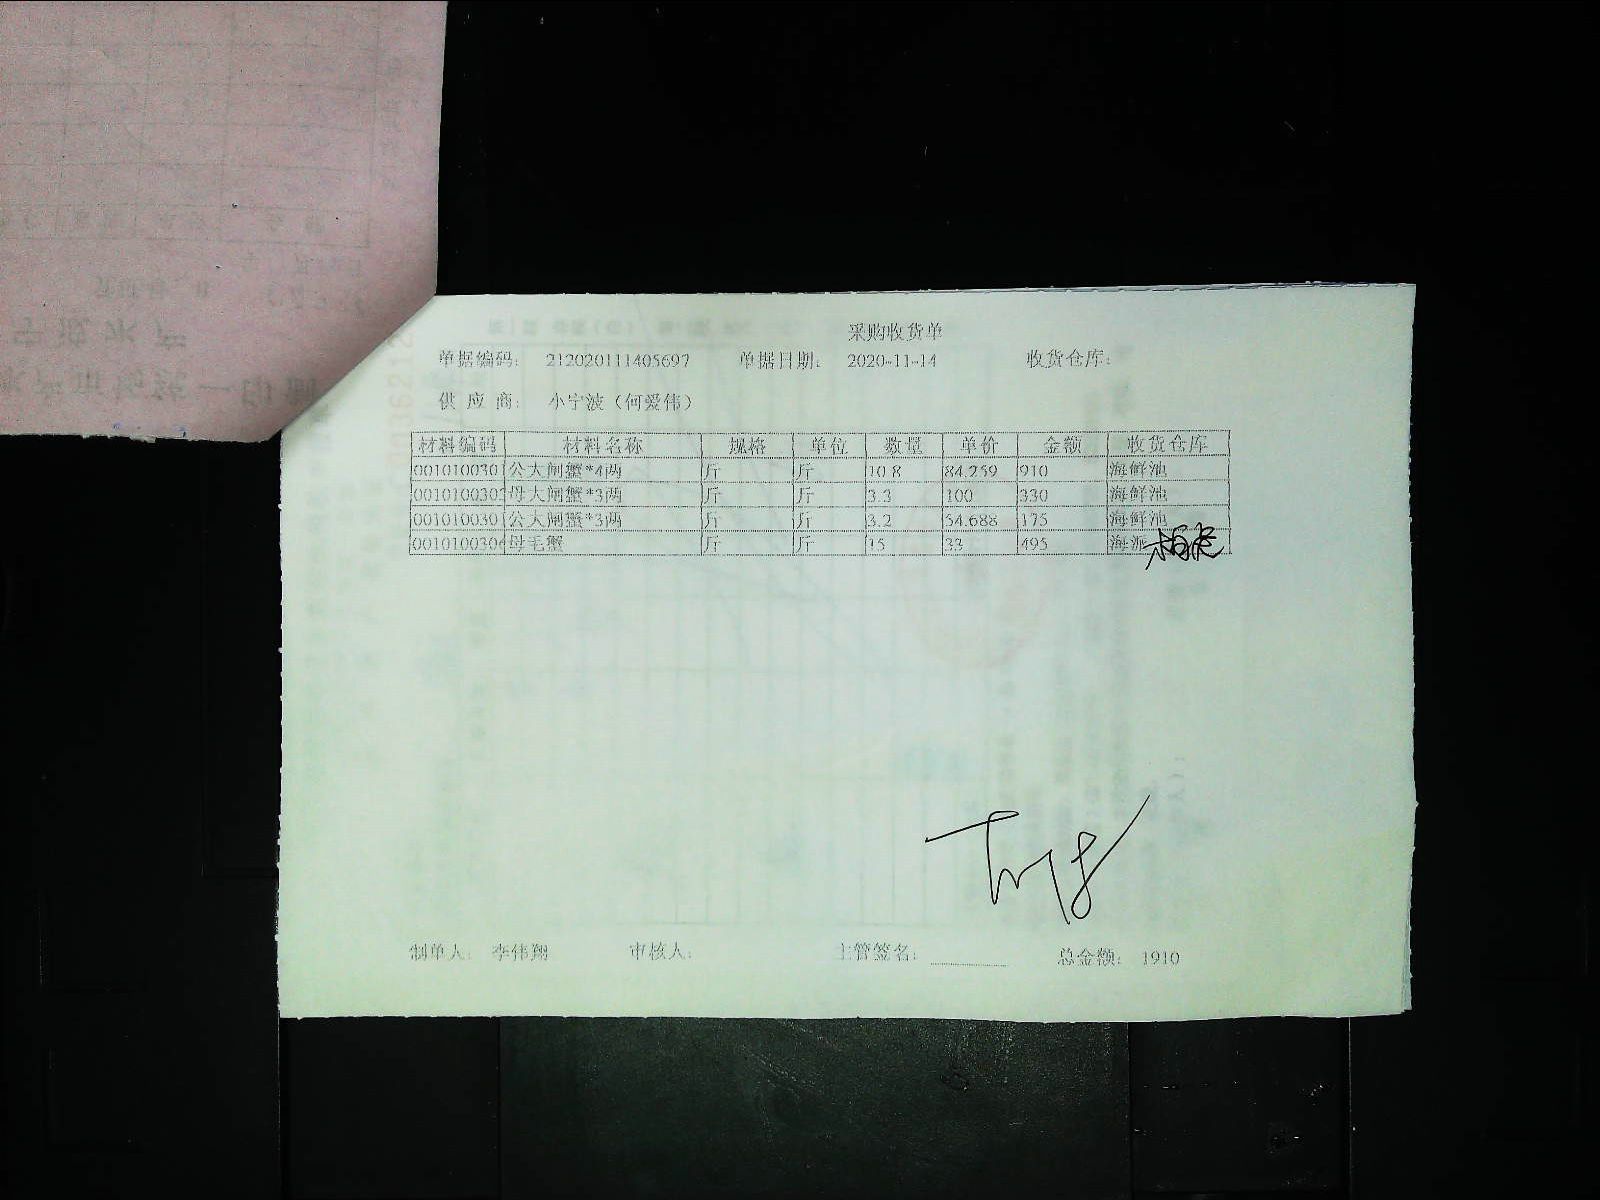 采购收货单
单据编码: 212020111405697 单据日期: 2020-11-14 收货仓库:
供应商: 小宁波（何爱伟）
材料编码 材料名称 规格 单位 数量 单价 金额 收货仓库
0010100301 公大闸蟹*4两 斤 斤 10.8 84.259 910 海鲜池
001010030 母大闸蟹*3两 斤 斤 3.3 100 330 海鲜池
0010100301 公大闸蟹*3两 斤 斤 3.2 54.688 175 海鲜池
001010030 母毛蟹 斤 斤 15 33 495 海派
制单人: 李伟翔 审核人: 主管签名: 总金额: 1910